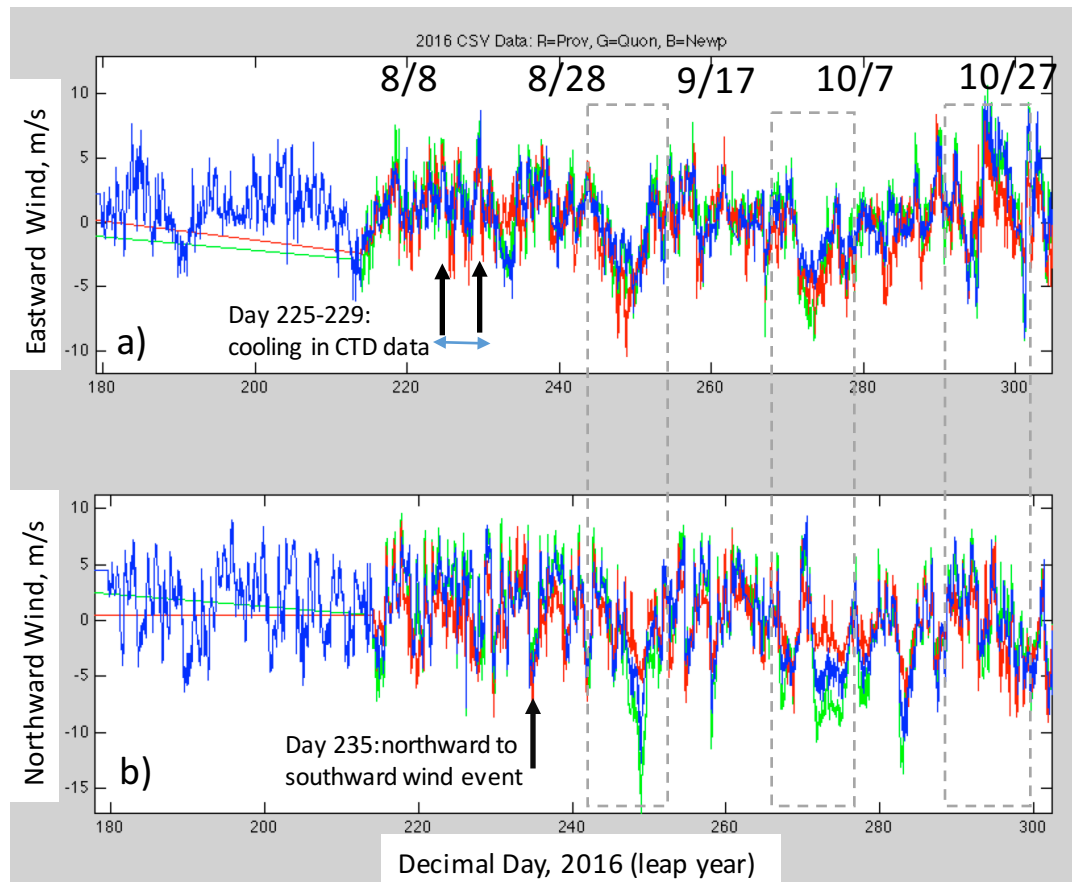 2016 CSV Data: R=Prov, G=Quon, B=Newp
8/8 8/28 9/17 10/7 10/27
Eastward Wind, m/s
10
5
0
-5
-10
a)
Day 225-229:
cooling in CTD data
180 200 220 240 260 280 300
Northward Wind, m/s
10
5
0
-5
-10
-15
b)
Day 235:northward to
southward wind event
180 200 220 240 260 280 300
Decimal Day, 2016 (leap year)